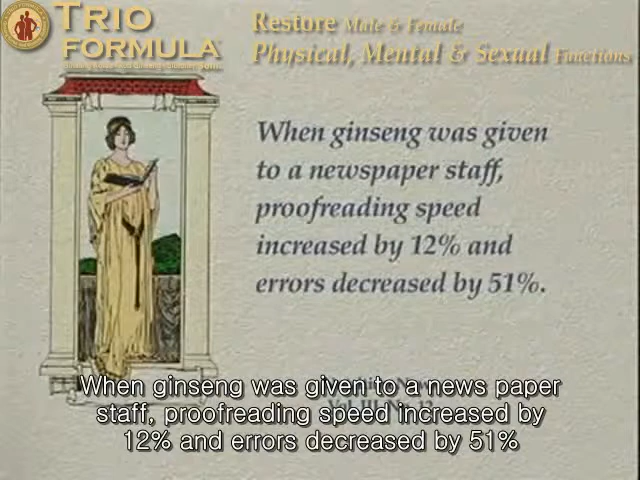 TRIO
FORMULA
Restore Male & Female
Physical, Mental & Sexual Functions
When ginseng was given
to a newspaper staff,
proofreading speed
increased by 12% and
errors decreased by 51%.
When ginseng was given to a news paper
staff, proofreading speed increased by
12% and errors decreased by 51%